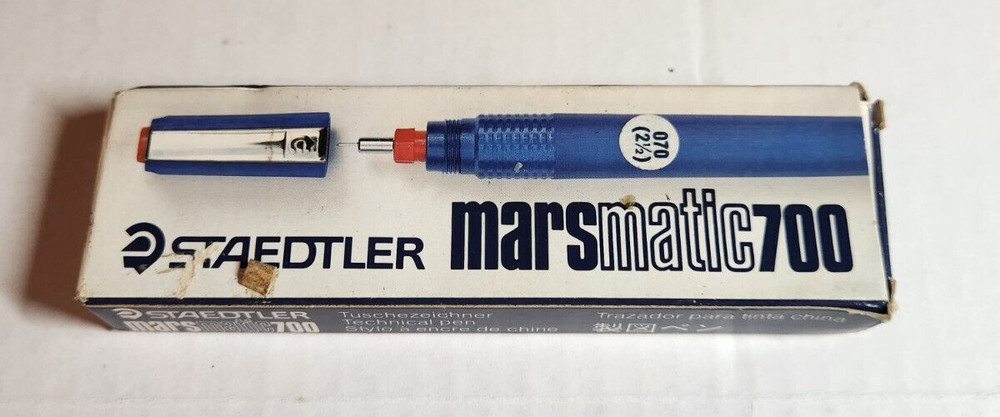 070
(2½)
STAEDTLER
marsmatic700
STAEDTLER
marsmatic700
Tuschezeichner
Technical pen
Stylo à encre de chine
Trazador para tinta china
製図ペン